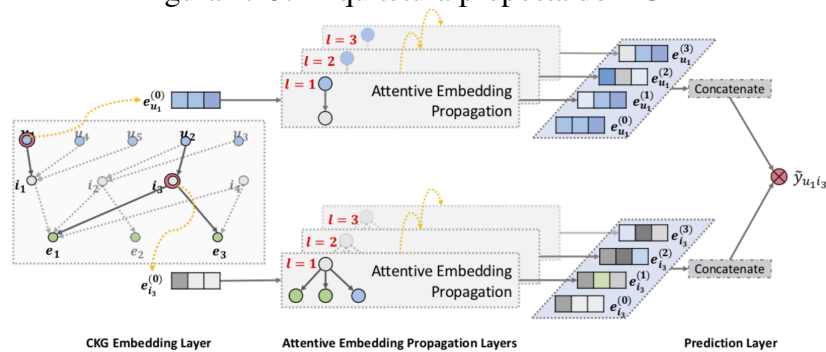 l = 3
l = 2
l = 1
Attentive Embedding
Propagation
e_{u_1}^{(0)}
e_{u_1}^{(3)}
e_{u_1}^{(2)}
e_{u_1}^{(1)}
e_{u_1}^{(0)}
Concatenate
u_4
u_5
u_2
u_3
i_1
i_2
i_3
e_1
e_2
e_3
ỹ_{u_1 i_3}
l = 3
l = 2
l = 1
Attentive Embedding
Propagation
e_{i_3}^{(0)}
e_{i_3}^{(3)}
e_{i_3}^{(2)}
e_{i_3}^{(1)}
e_{i_3}^{(0)}
Concatenate
CKG Embedding Layer
Attentive Embedding Propagation Layers
Prediction Layer